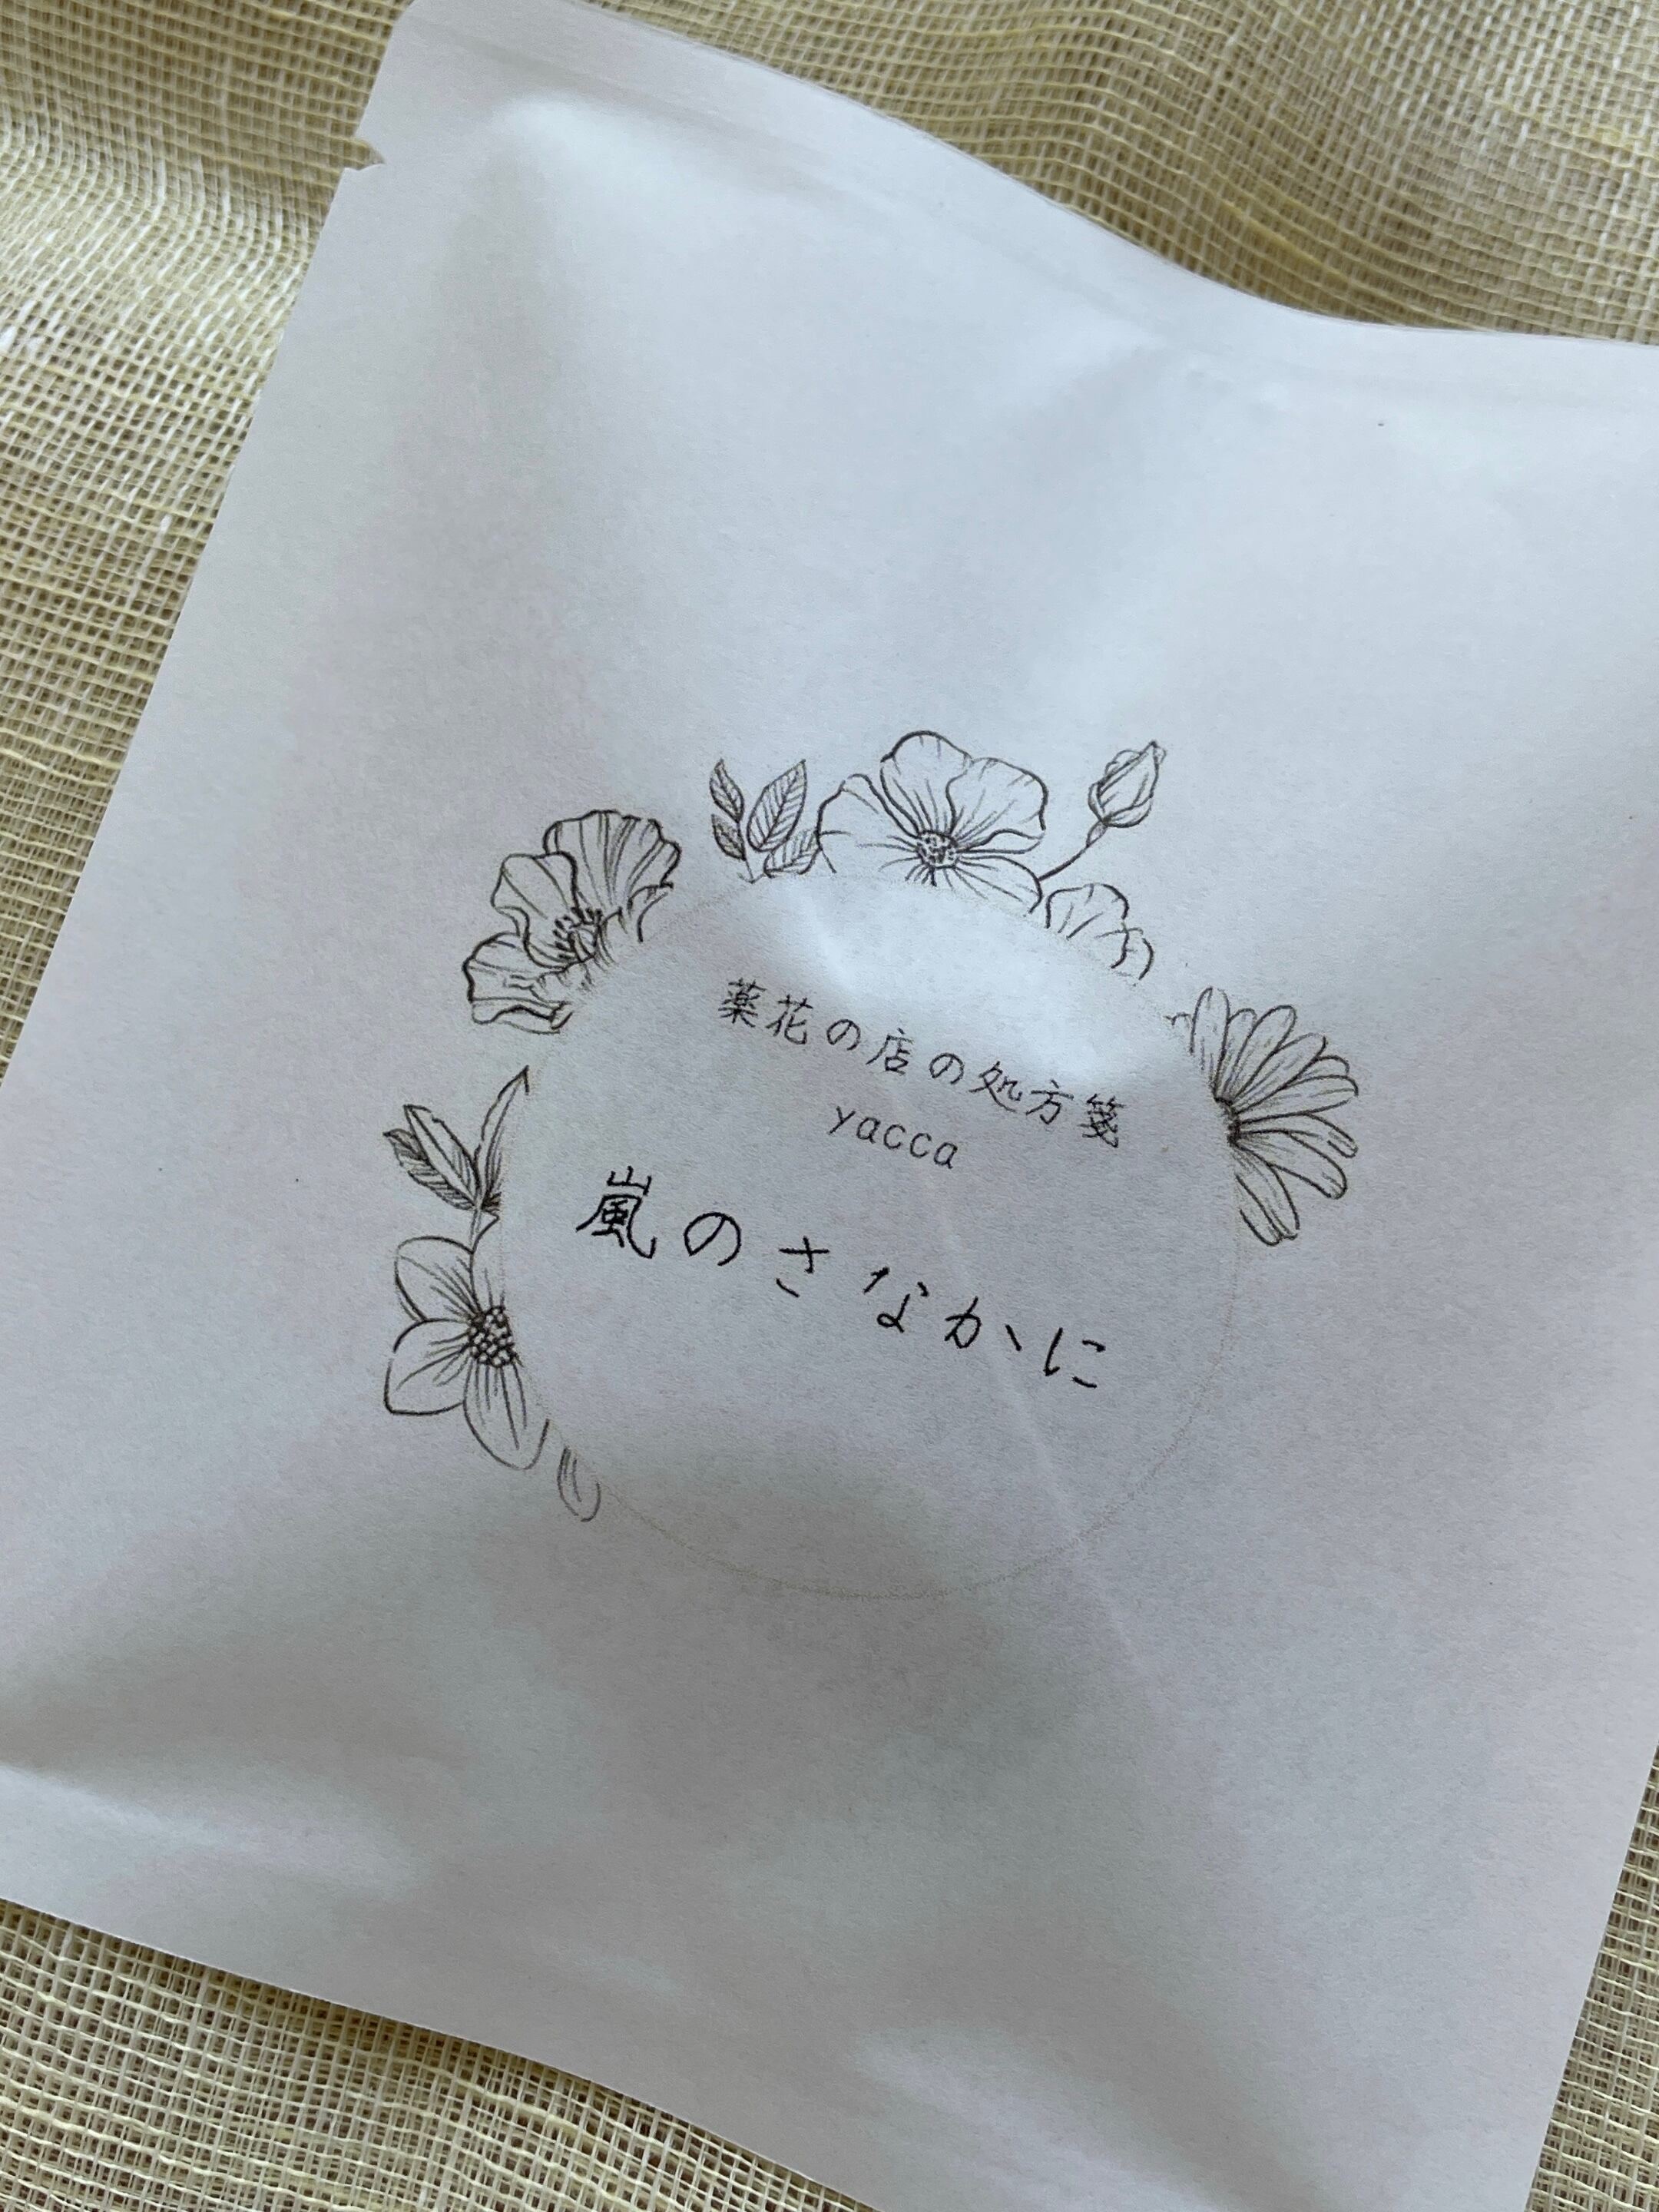 薬花の店の処方箋
yacca
嵐のさなかに